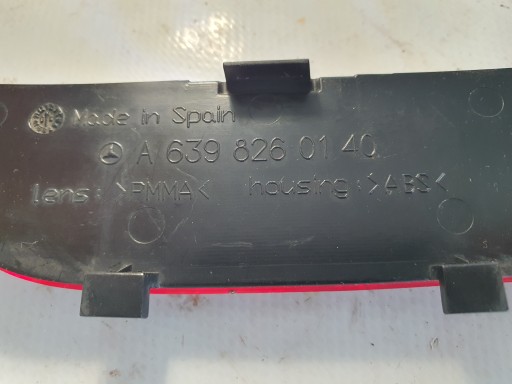 Made in Spain
A 639 826 01 40
lens: >PMMA< housing: >ABS<